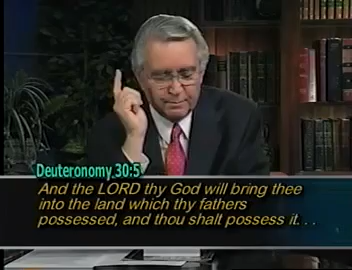 Deuteronomy 30:5
And the LORD thy God will bring thee
into the land which thy fathers
possessed, and thou shalt possess it. . .